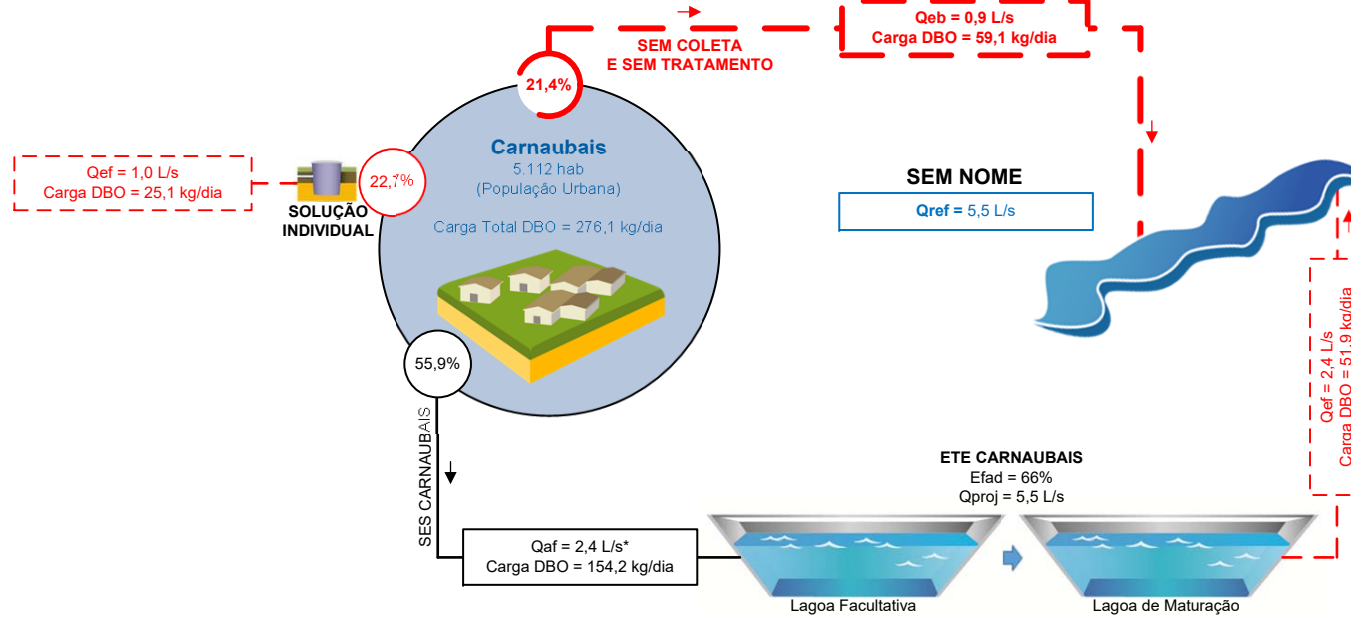 Qeb = 0,9 L/s
Carga DBO = 59,1 kg/dia
SEM COLETA
E SEM TRATAMENTO
21,4%
Carnaubais
5.112 hab
(População Urbana)
Carga Total DBO = 276,1 kg/dia
Qef = 1,0 L/s
Carga DBO = 25,1 kg/dia
22,7%
SOLUÇÃO
INDIVIDUAL
SEM NOME
Qref = 5,5 L/s
55,9%
SES CARNAUBAIS
Qaf = 2,4 L/s*
Carga DBO = 154,2 kg/dia
ETE CARNAUBAIS
Efad = 66%
Qproj = 5,5 L/s
Lagoa Facultativa
Lagoa de Maturação
Qef = 2,4 L/s
Carga DBO = 51,9 kg/dia